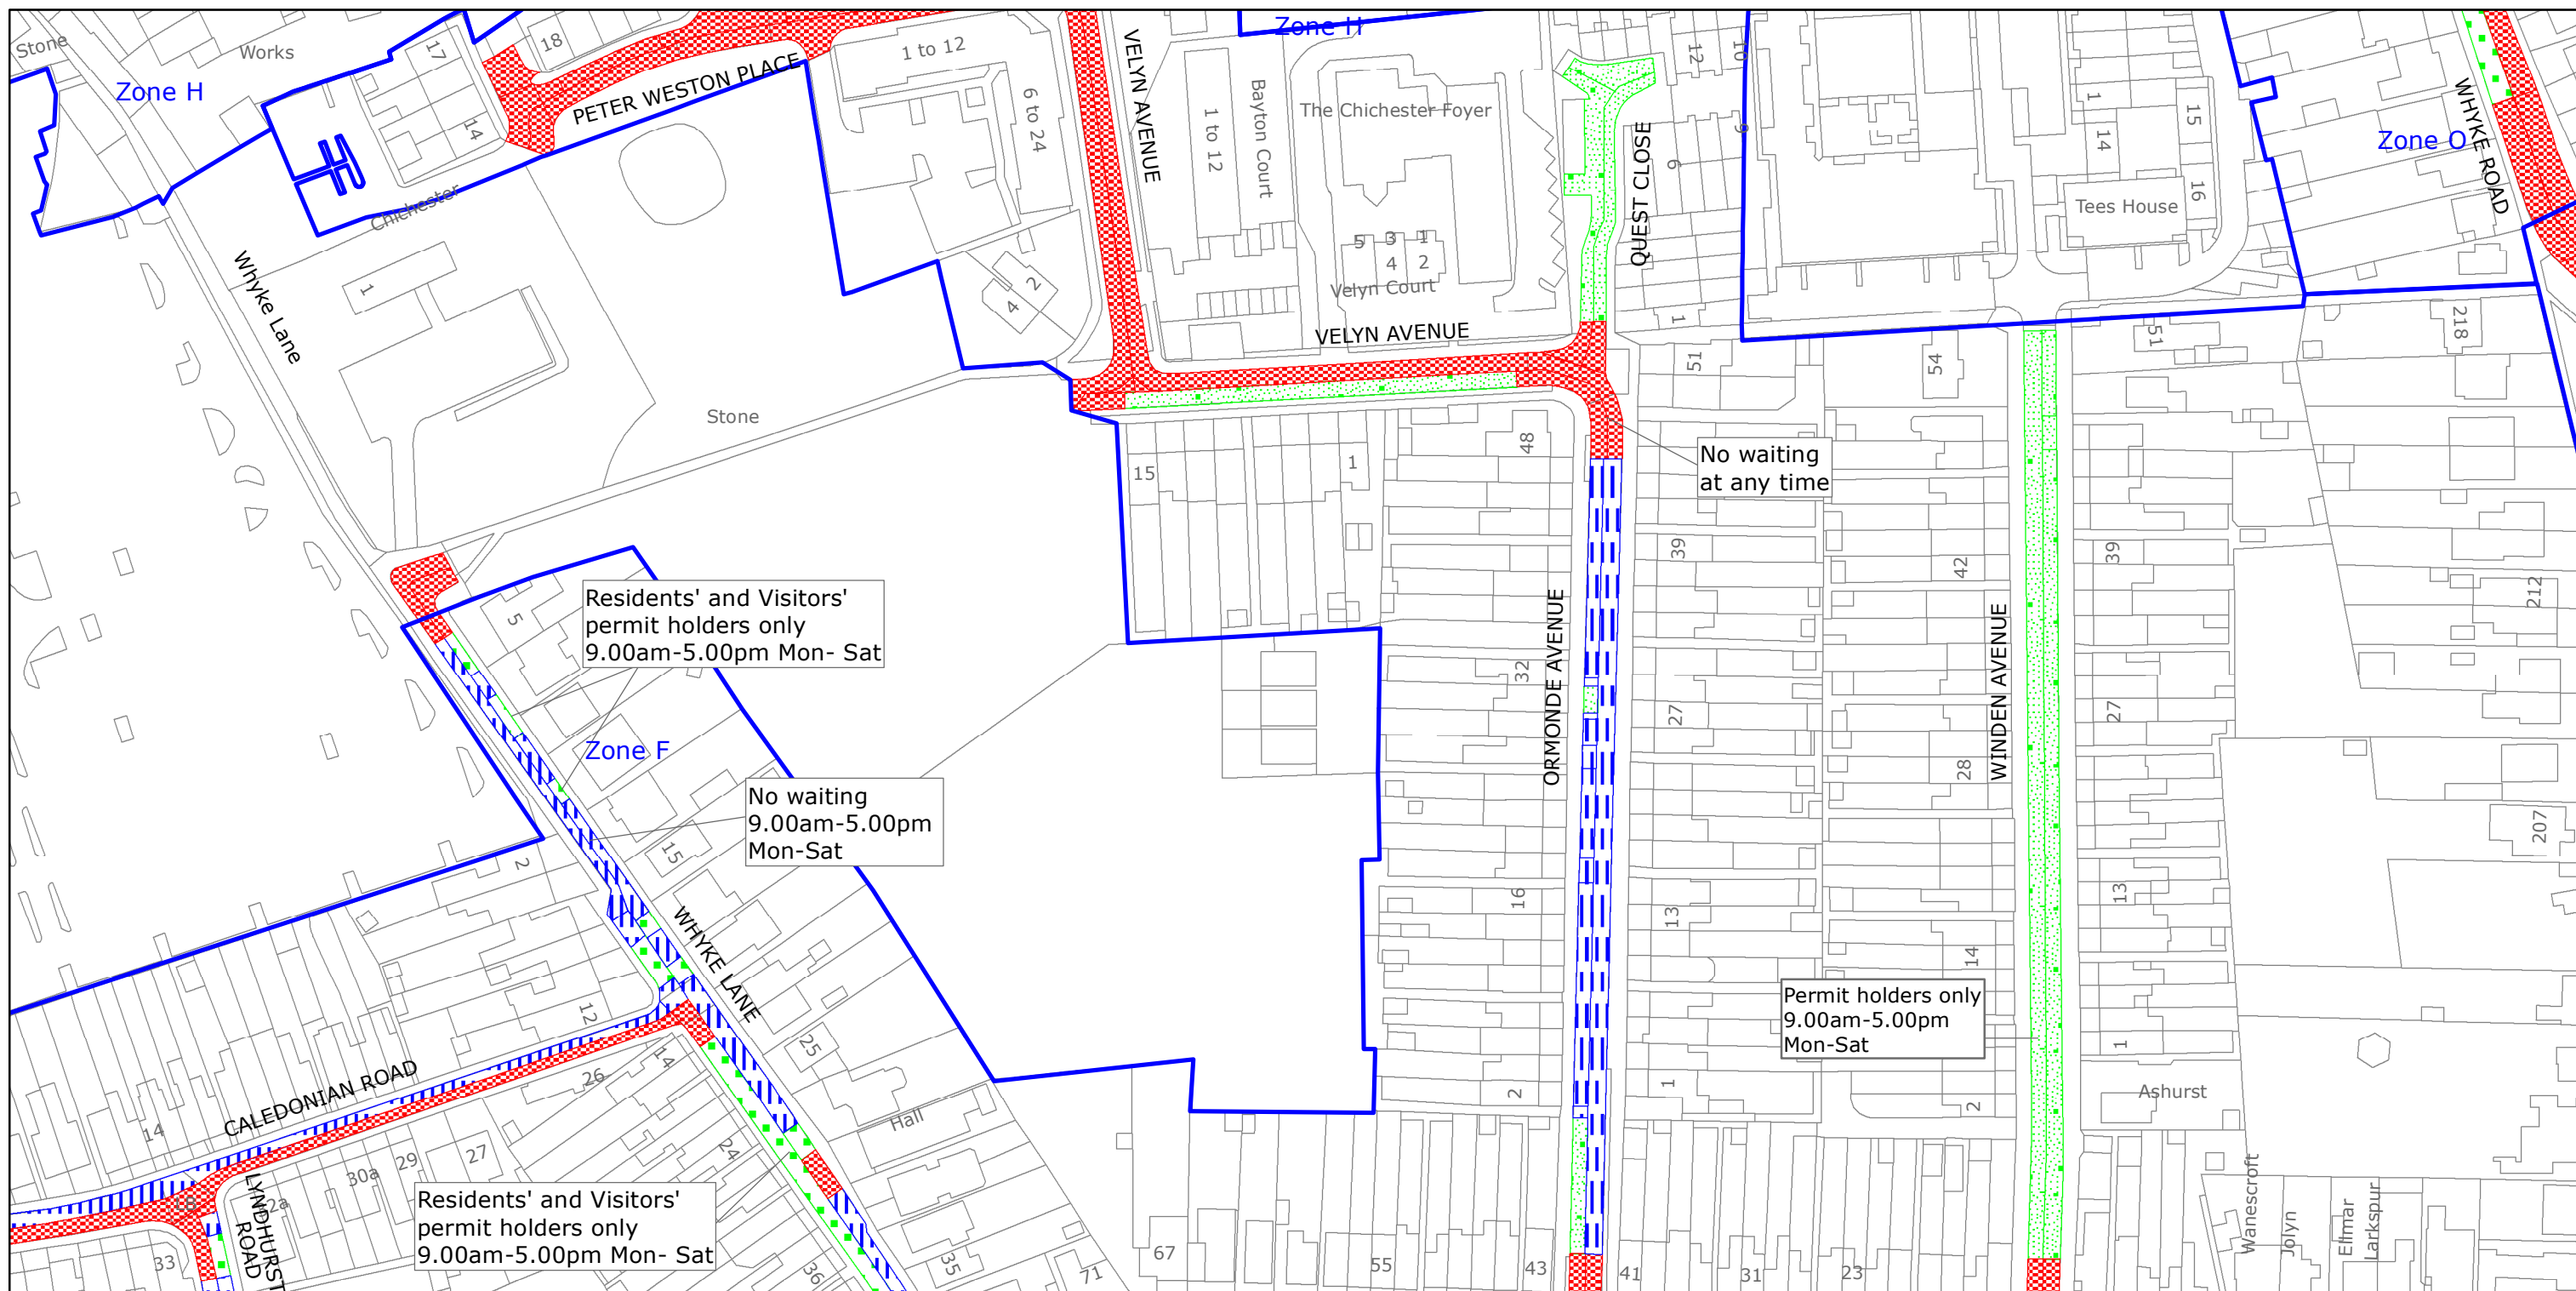 Stone
Works
Zone H
17
18
14
PETER WESTON PLACE
1 to 12
6 to 24
VELYN AVENUE
Zone H
1 to 12
Bayton Court
The Chichester Foyer
QUEST CLOSE
12
10
9
6
1
1
14
15
16
Tees House
Zone O
WHYKE ROAD
Chichester
Whyke Lane
1
2
4
5
3
1
4
2
Velyn Court
VELYN AVENUE
51
54
51
218
Stone
15
1
48
No waiting
at any time
39
42
39
212
Residents' and Visitors'
permit holders only
9.00am-5.00pm Mon- Sat
5
Zone F
ORMONDE AVENUE
32
27
WINDEN AVENUE
28
27
No waiting
9.00am-5.00pm
Mon-Sat
15
2
207
16
13
13
14
WHYKE LANE
12
Permit holders only
9.00am-5.00pm
Mon-Sat
25
14
26
CALEDONIAN ROAD
14
2
1
2
1
Ashurst
Hall
24
27
29
30a
LYNDHURST
ROAD
33
Residents' and Visitors'
permit holders only
9.00am-5.00pm Mon- Sat
36
35
71
67
55
43
41
31
23
Wanescroft
Jolyn
Elmar
Larkspur